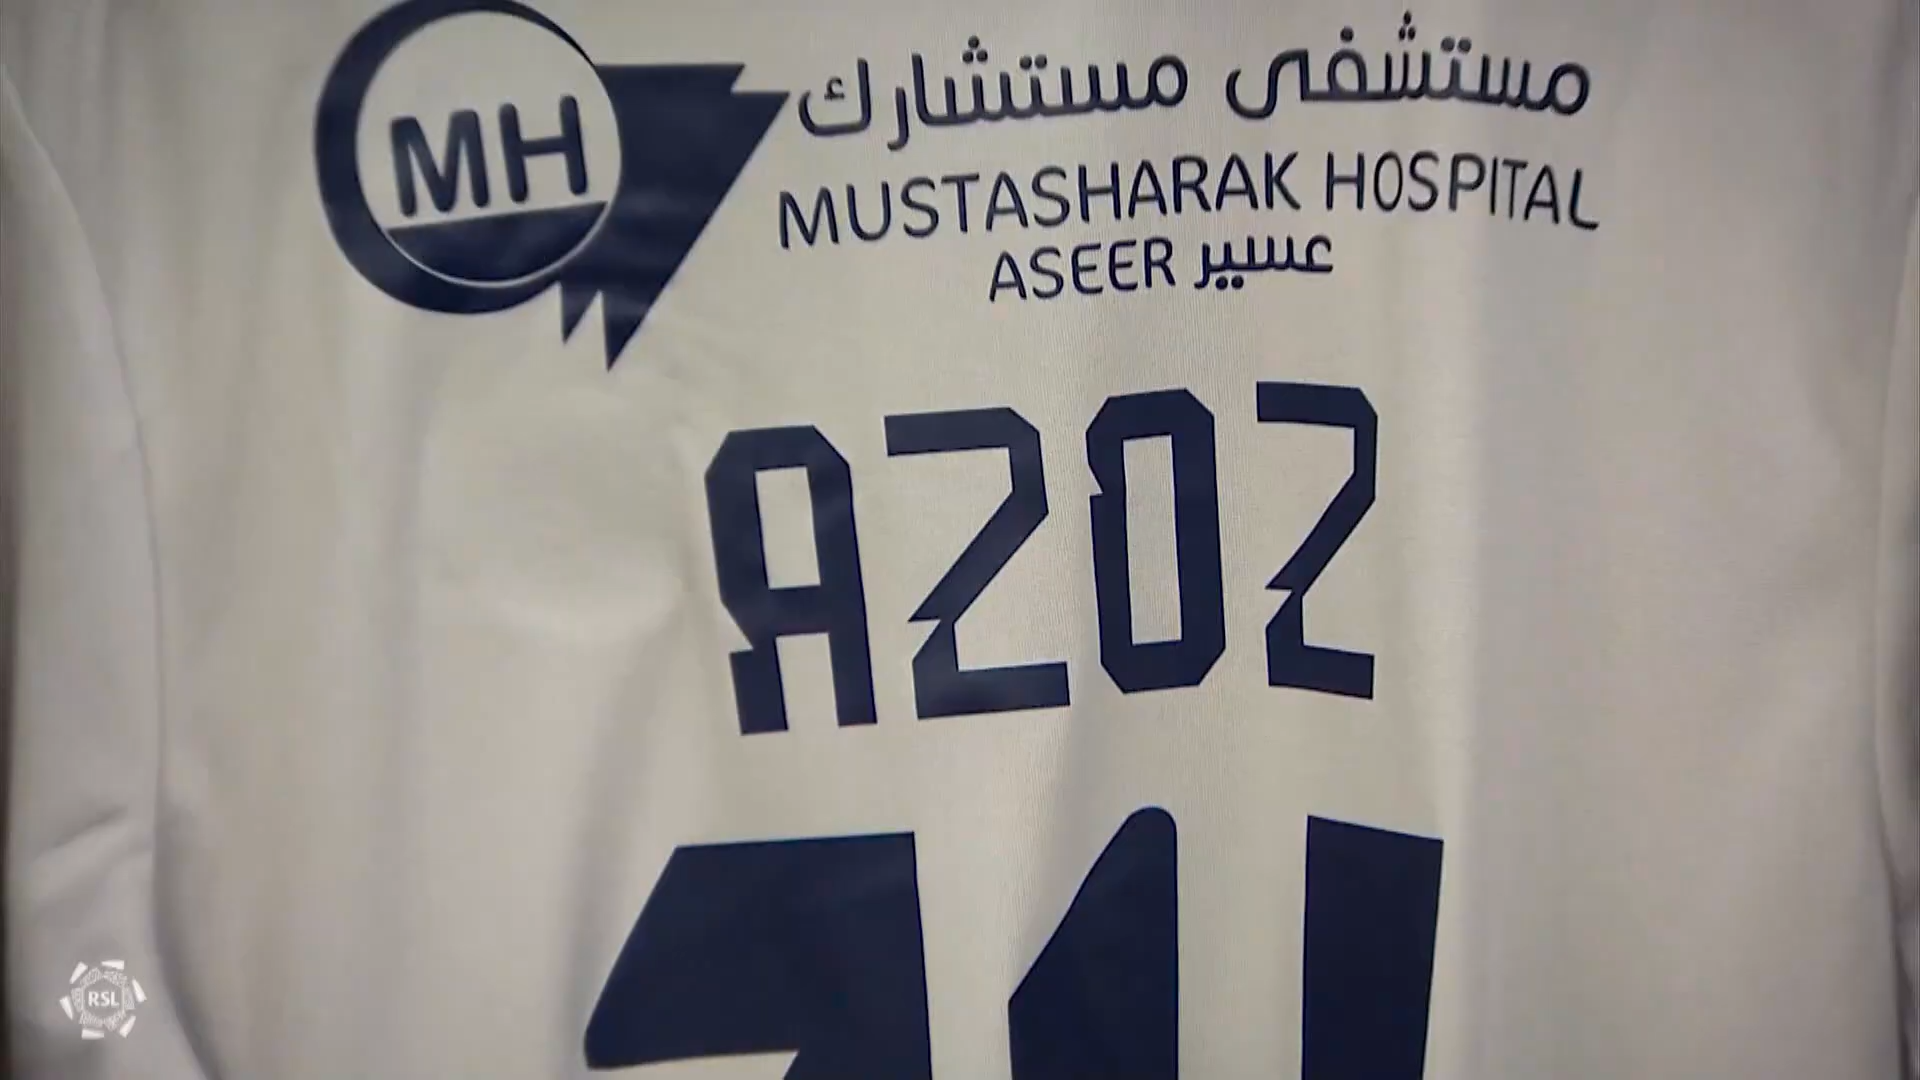 MH
مستشفى مستشارك
MUSTASHARAK HOSPITAL
ASEER عسير
AZOZ
RSL